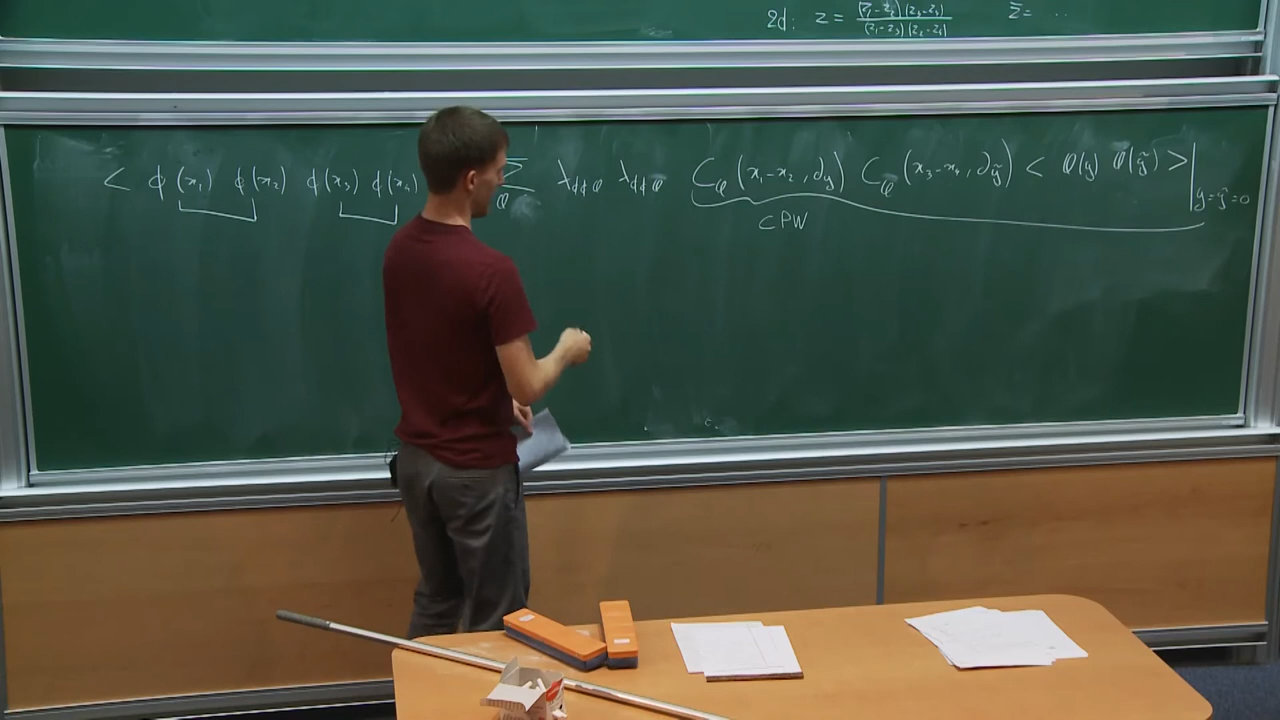 2d: z = (z₁-z₂)(z₃-z₄) / (z₁-z₃)(z₂-z₄) z̄ = ...
< ϕ(x₁) ϕ(x₂) ϕ(x₃) ϕ(x₄) Σ_𝒪 λ_ϕϕ𝒪 λ_ϕϕ𝒪 C_𝒪(x₁-x₂, ∂_y) C_𝒪(x₃-x₄, ∂_ỹ) < 𝒪(y) 𝒪(ỹ) >|_{y=ỹ=0}
CPW